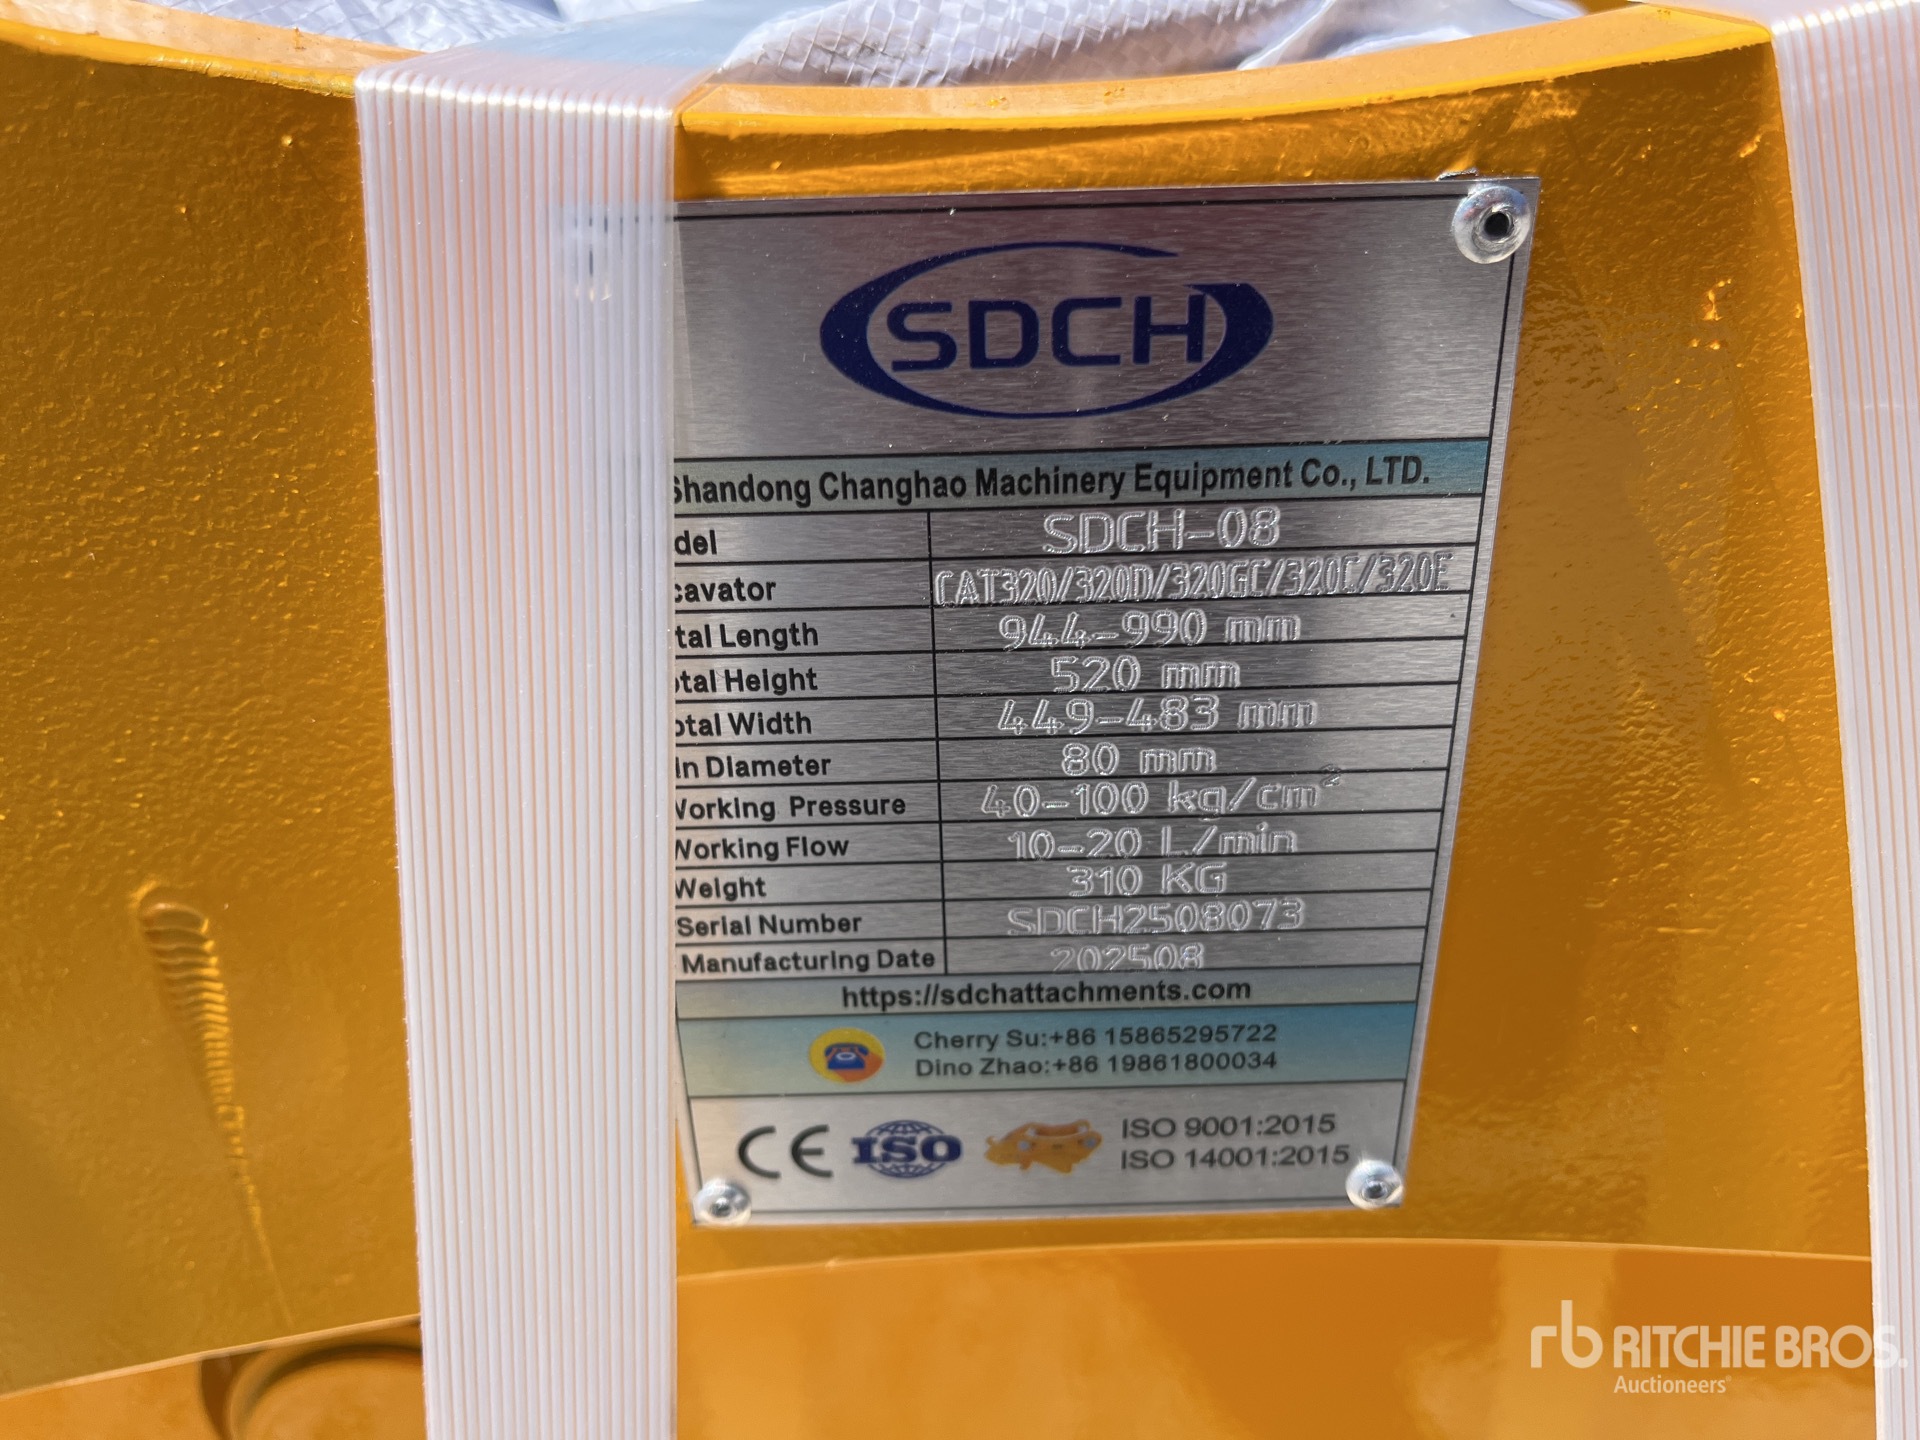 SDCH
Shandong Changhao Machinery Equipment Co., LTD.
del SDCH-08
cavator CAT320/320D/320GC/320C/320E
tal Length 944-990 mm
otal Height 520 mm
otal Width 449-483 mm
in Diameter 80 mm
Working Pressure 40-100 kg/cm²
Working Flow 10-20 L/min
Weight 310 KG
Serial Number SDCH2508073
Manufacturing Date 202508
https://sdchattachments.com
Cherry Su:+86 15865295722
Dino Zhao:+86 19861800034
CE ISO ISO 9001:2015
ISO 14001:2015
rb RITCHIE BROS.
Auctioneers